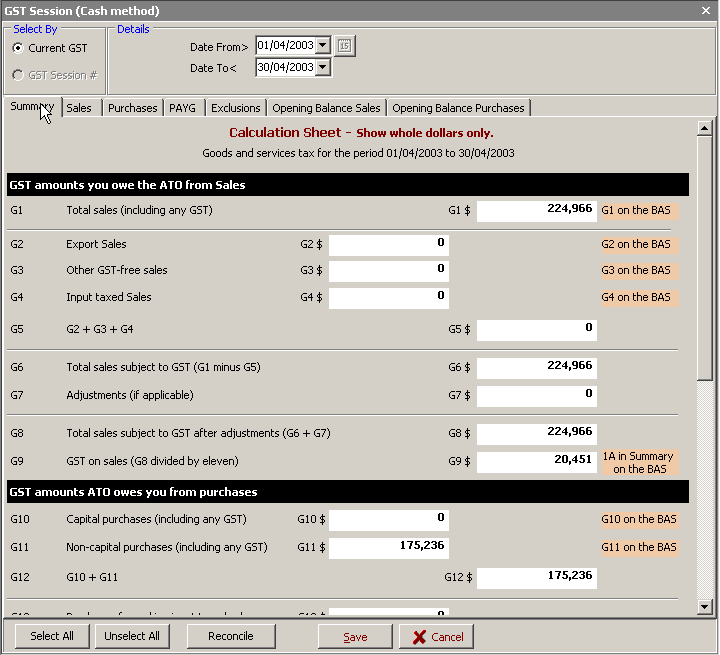 GST Session (Cash method)
Select By
Details
Current GST
Date From>
01/04/2003
15
GST Session #
Date To<
30/04/2003
Summary
Sales
Purchases
PAYG
Exclusions
Opening Balance Sales
Opening Balance Purchases
Calculation Sheet - Show whole dollars only.
Goods and services tax for the period 01/04/2003 to 30/04/2003
GST amounts you owe the ATO from Sales
G1 Total sales (including any GST) G1 $ 224,966 G1 on the BAS
G2 Export Sales G2 $ 0 G2 on the BAS
G3 Other GST-free sales G3 $ 0 G3 on the BAS
G4 Input taxed Sales G4 $ 0 G4 on the BAS
G5 G2 + G3 + G4 G5 $ 0
G6 Total sales subject to GST (G1 minus G5) G6 $ 224,966
G7 Adjustments (if applicable) G7 $ 0
G8 Total sales subject to GST after adjustments (G6 + G7) G8 $ 224,966
G9 GST on sales (G8 divided by eleven) G9 $ 20,451 1A in Summary
on the BAS
GST amounts ATO owes you from purchases
G10 Capital purchases (including any GST) G10 $ 0 G10 on the BAS
G11 Non-capital purchases (including any GST) G11 $ 175,236 G11 on the BAS
G12 G10 + G11 G12 $ 175,236
Select All
Unselect All
Reconcile
Save
Cancel